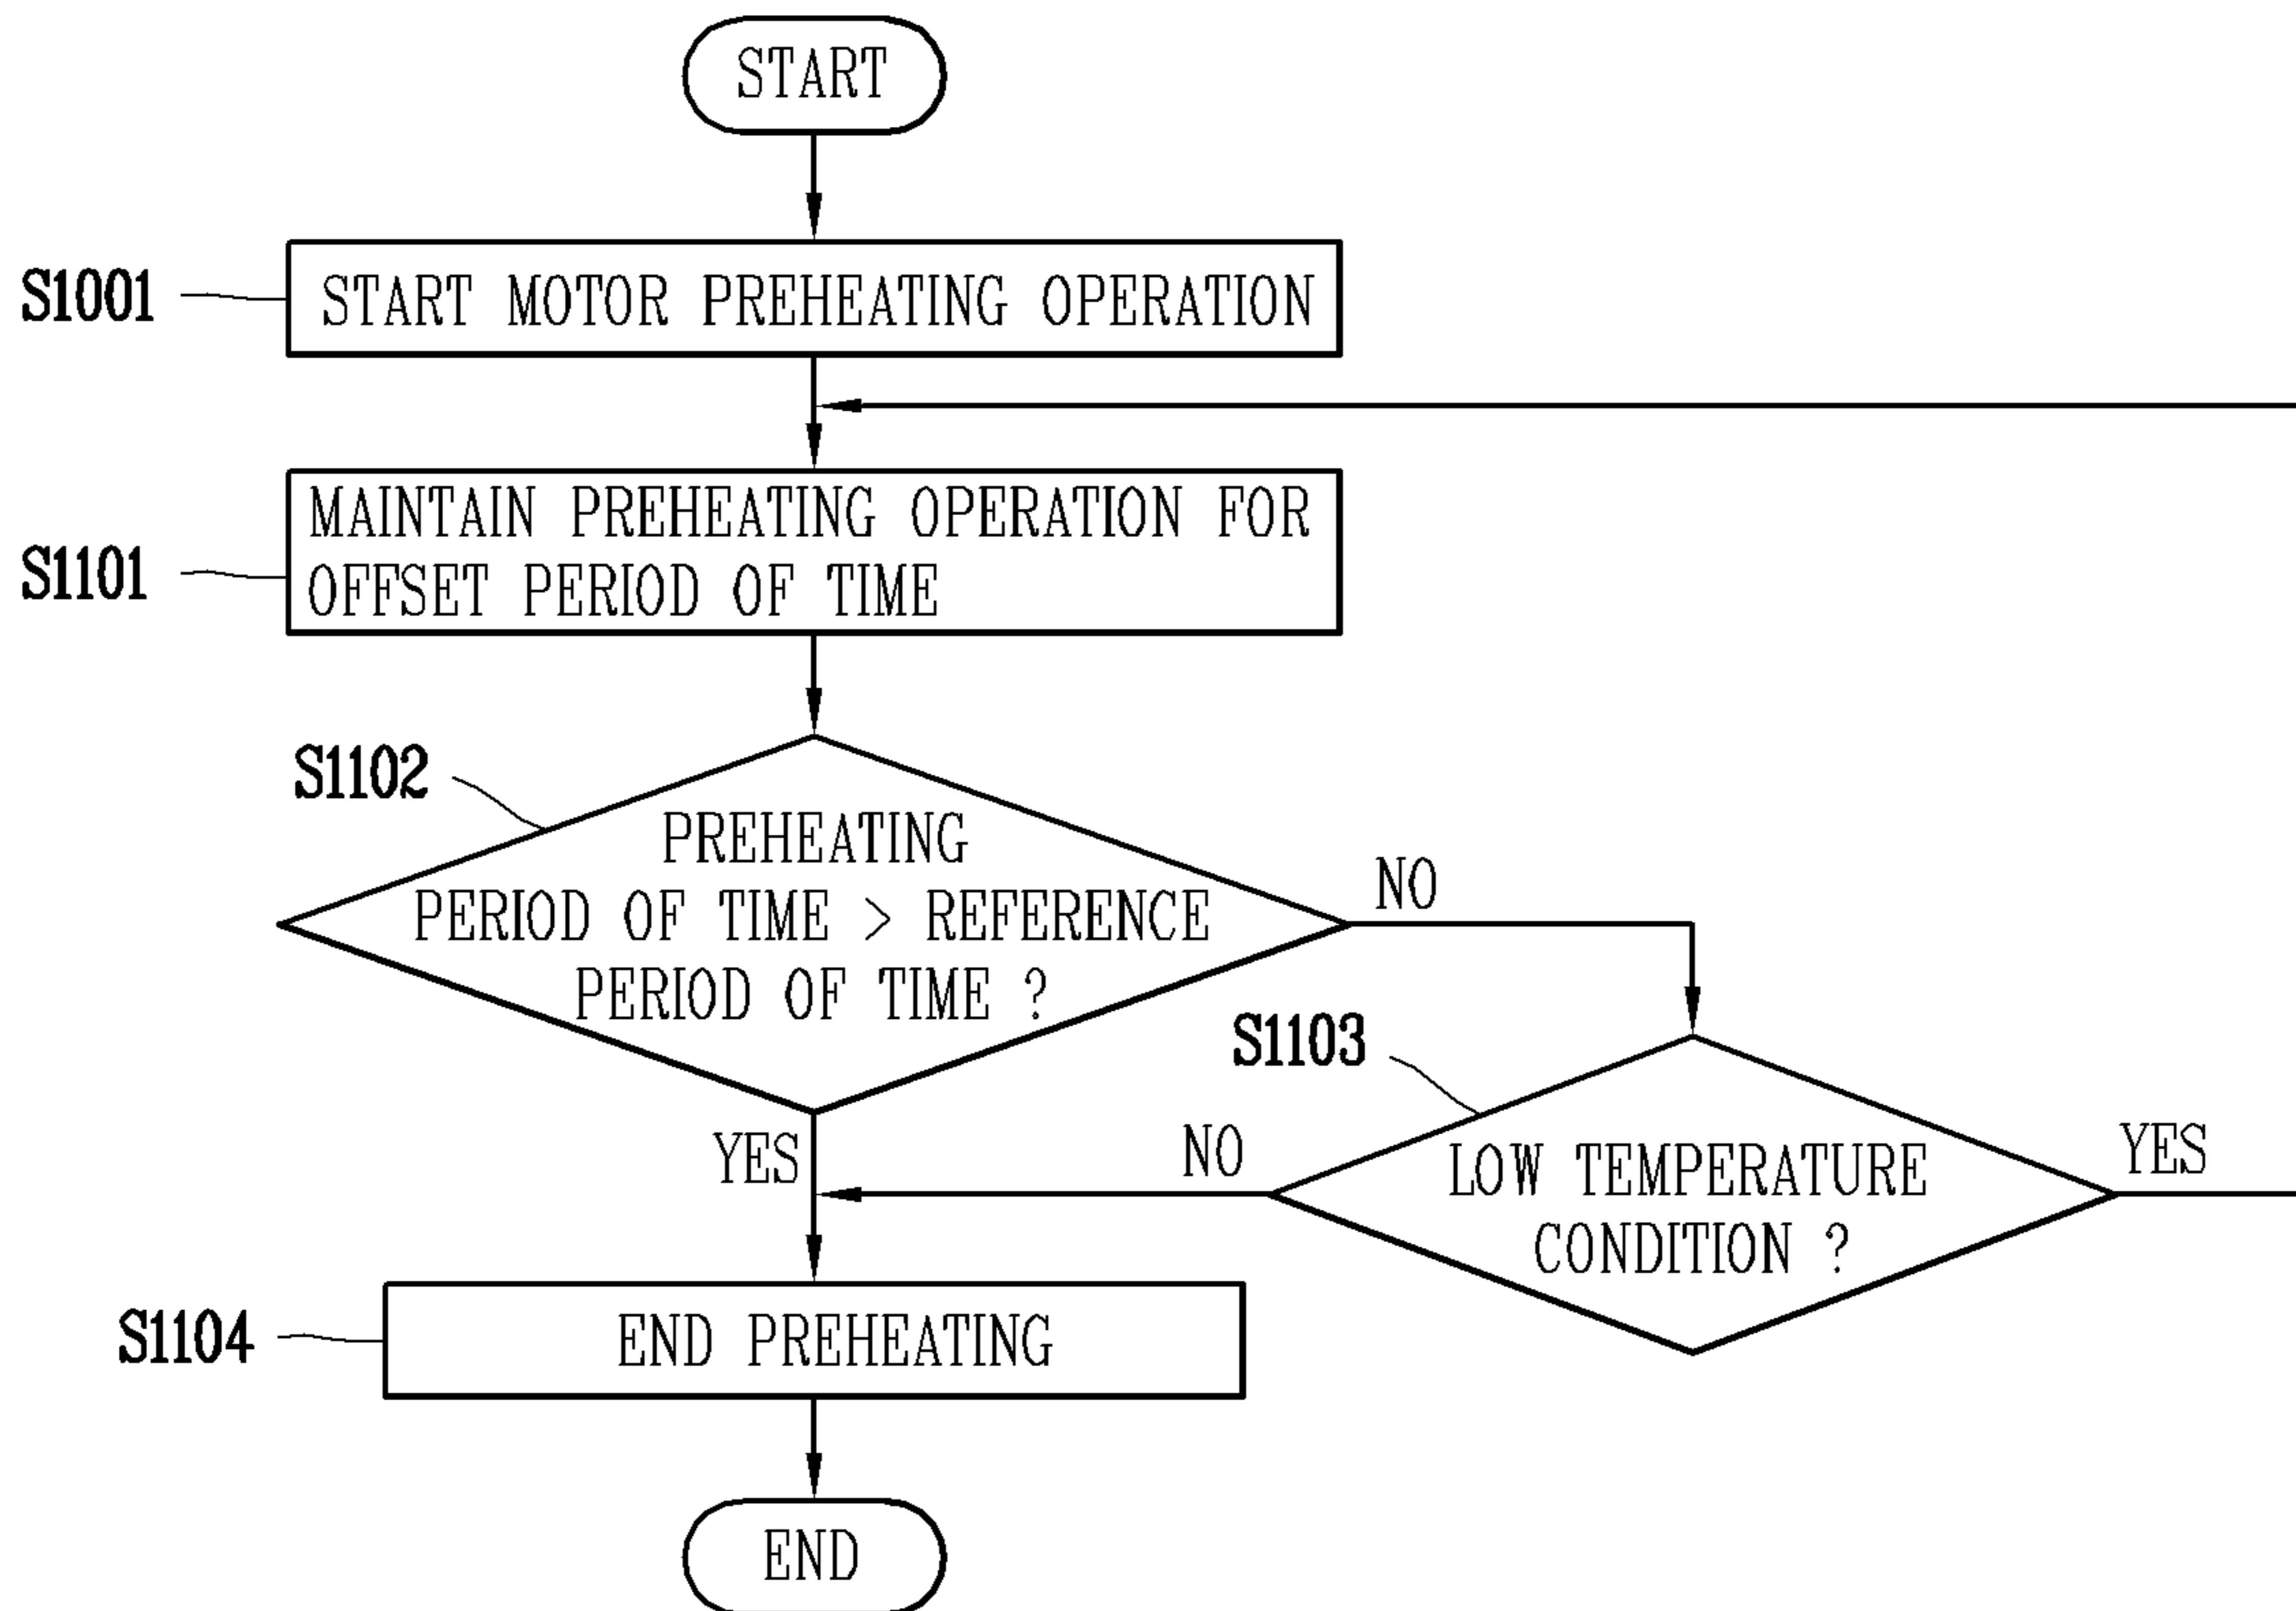 START
S1001
START MOTOR PREHEATING OPERATION
S1101
MAINTAIN PREHEATING OPERATION FOR
OFFSET PERIOD OF TIME
S1102
PREHEATING
PERIOD OF TIME > REFERENCE
PERIOD OF TIME ?
NO
YES
S1103
LOW TEMPERATURE
CONDITION ?
NO
YES
S1104
END PREHEATING
END